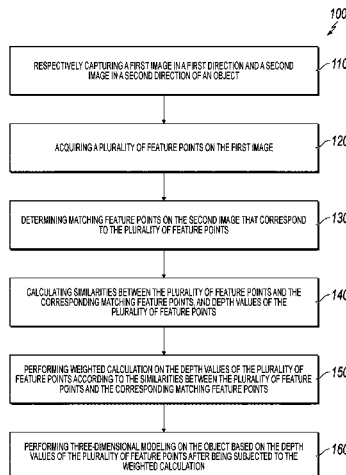 100
RESPECTIVELY CAPTURING A FIRST IMAGE IN A FIRST DIRECTION AND A SECOND
IMAGE IN A SECOND DIRECTION OF AN OBJECT
110
ACQUIRING A PLURALITY OF FEATURE POINTS ON THE FIRST IMAGE
120
DETERMINING MATCHING FEATURE POINTS ON THE SECOND IMAGE THAT CORRESPOND
TO THE PLURALITY OF FEATURE POINTS
130
CALCULATING SIMILARITIES BETWEEN THE PLURALITY OF FEATURE POINTS AND THE
CORRESPONDING MATCHING FEATURE POINTS, AND DEPTH VALUES OF THE
PLURALITY OF FEATURE POINTS
140
PERFORMING WEIGHTED CALCULATION ON THE DEPTH VALUES OF THE PLURALITY OF
FEATURE POINTS ACCORDING TO THE SIMILARITIES BETWEEN THE PLURALITY OF FEATURE
POINTS AND THE CORRESPONDING MATCHING FEATURE POINTS
150
PERFORMING THREE-DIMENSIONAL MODELING ON THE OBJECT BASED ON THE DEPTH
VALUES OF THE PLURALITY OF FEATURE POINTS AFTER BEING SUBJECTED TO THE
WEIGHTED CALCULATION
160